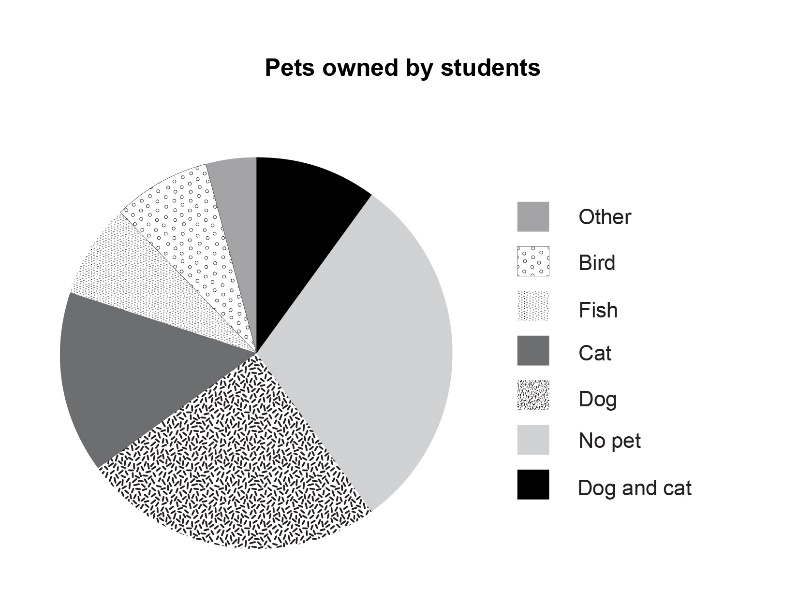 Pets owned by students
Other
Bird
Fish
Cat
Dog
No pet
Dog and cat